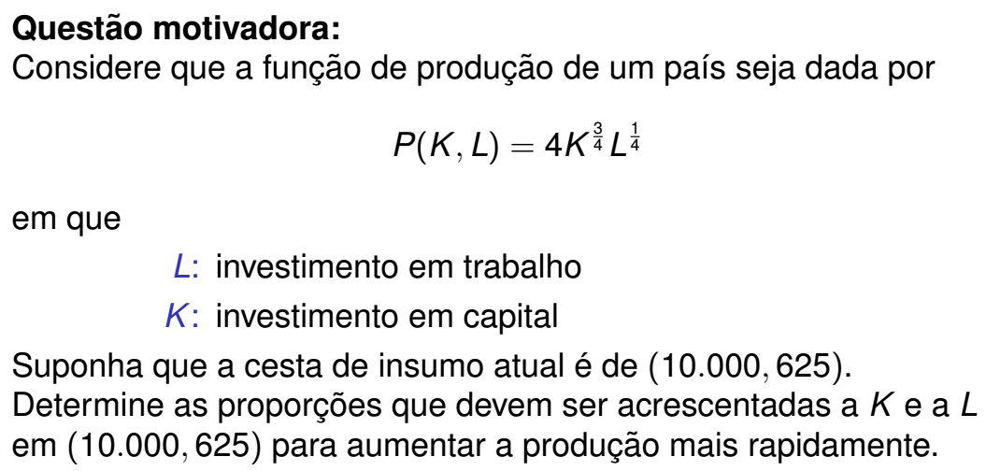 Questão motivadora:
Considere que a função de produção de um país seja dada por
P(K, L) = 4K^{3/4} L^{1/4}
em que
L: investimento em trabalho
K: investimento em capital
Suponha que a cesta de insumo atual é de (10.000, 625).
Determine as proporções que devem ser acrescentadas a K e a L
em (10.000, 625) para aumentar a produção mais rapidamente.